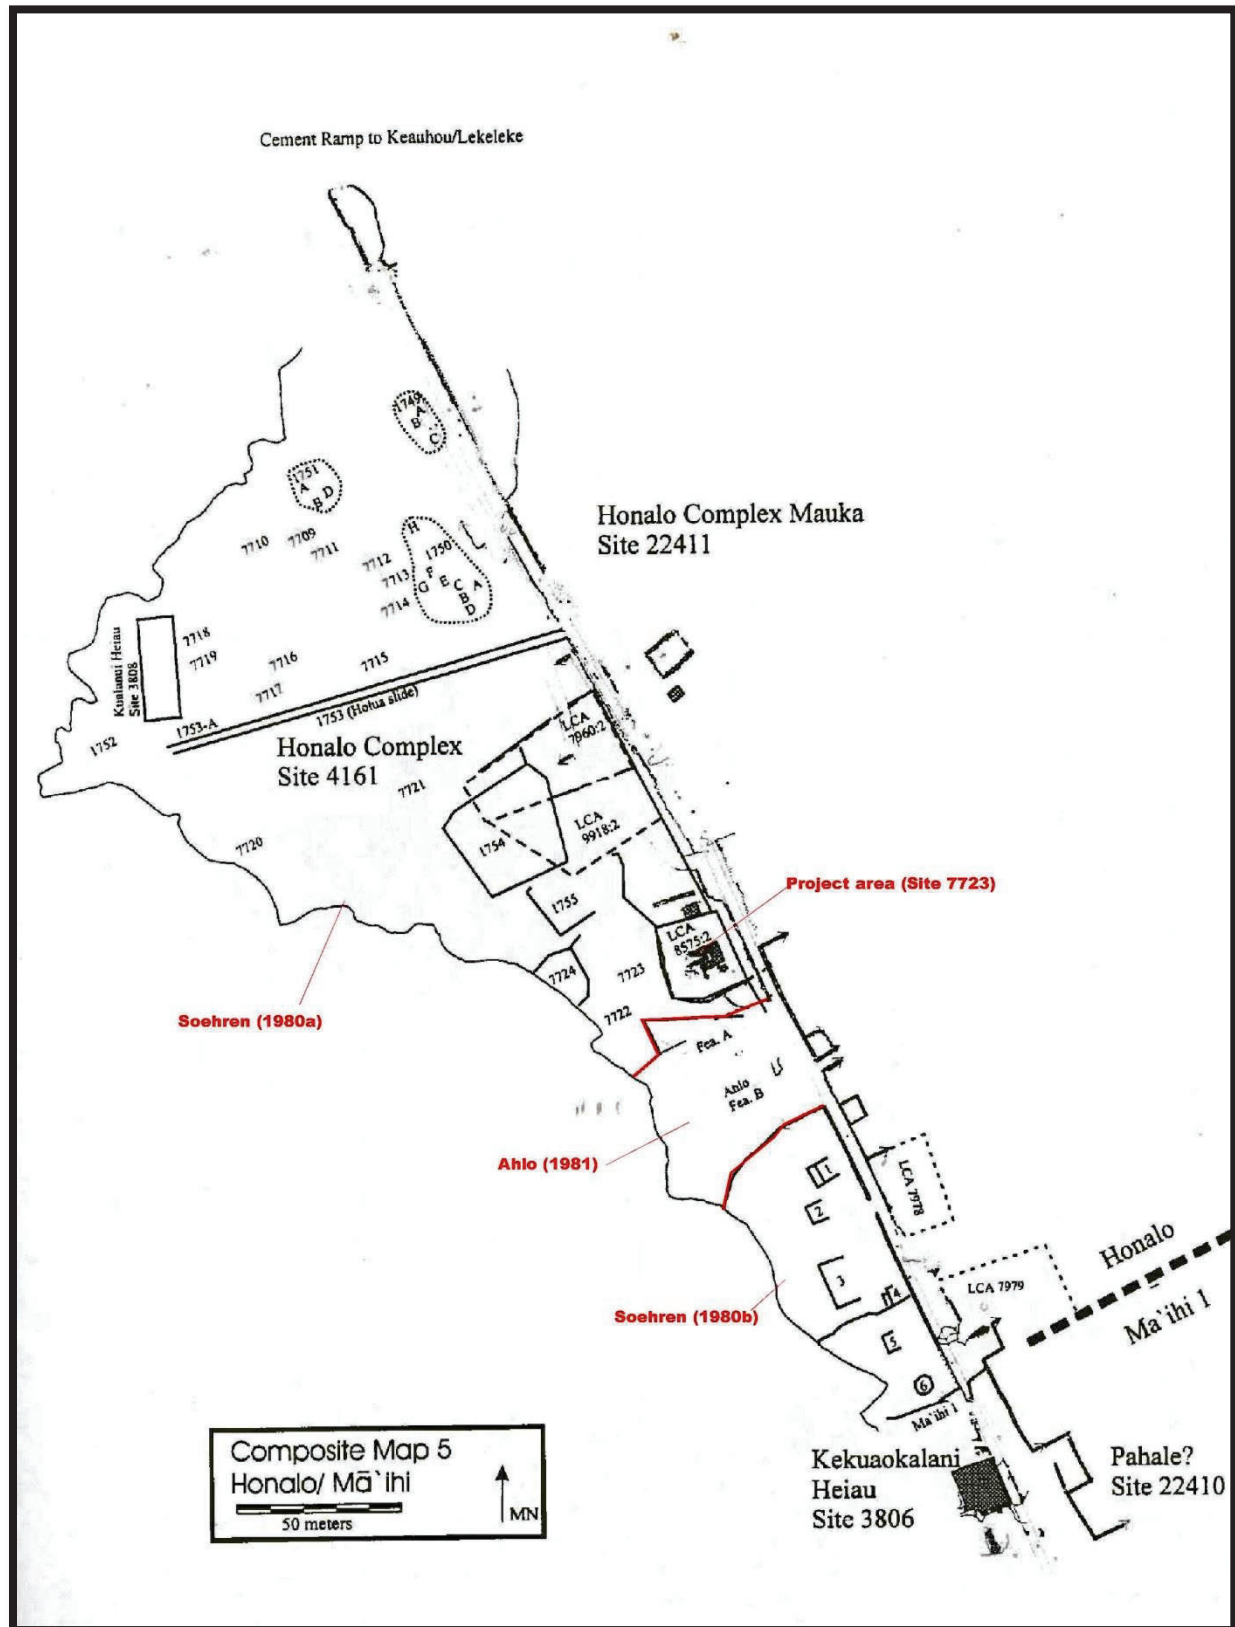 Cement Ramp to Keauhou/Lekeleke
1749
A
B
C
1751
A
B D
Honalo Complex Mauka
Site 22411
7710
7709
7711
H
1750
7712
7713
7714
F
G E C A
B
D
Kualanui Heiau
Site 3808
7718
7719
7716
7717
7715
1753 (Holua slide)
1753-A
1752
Honalo Complex
Site 4161
LCA
7960:2
7721
7720
1754
LCA
9918:2
1755
Project area (Site 7723)
LCA
8575:2
7724
7723
7722
Soehren (1980a)
Fea. A
Ahlo
Fea. B
Ahlo (1981)
1
2
3
4
5
6
LCA 7978
LCA 7979
Honalo
Ma`ihi 1
Soehren (1980b)
Ma`ihi 1
Kekuaokalani
Heiau
Site 3806
Pahale?
Site 22410
Composite Map 5
Honalo/ Mā`ihi
50 meters
MN